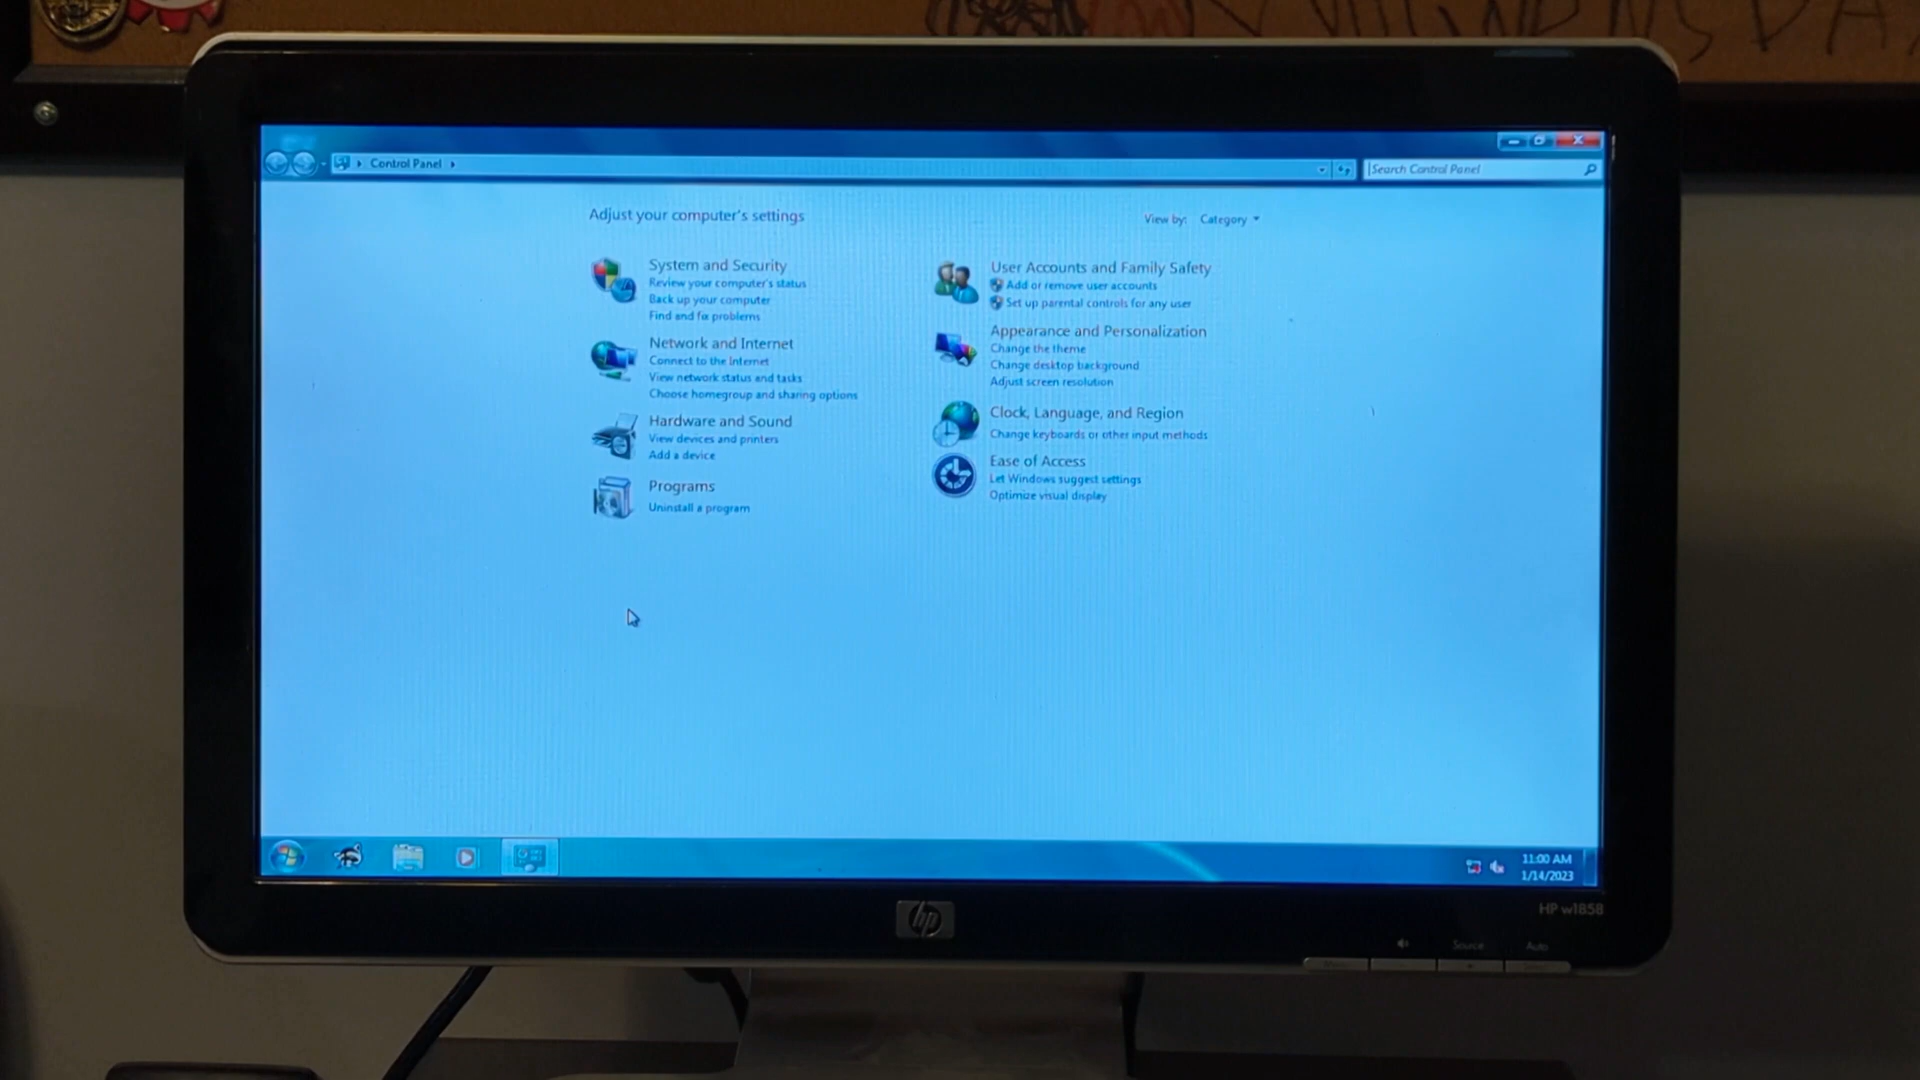 Control Panel
Search Control Panel
Adjust your computer's settings
View by: Category
System and Security
Review your computer's status
Back up your computer
Find and fix problems
Network and Internet
Connect to the Internet
View network status and tasks
Choose homegroup and sharing options
Hardware and Sound
View devices and printers
Add a device
Programs
Uninstall a program
User Accounts and Family Safety
Add or remove user accounts
Set up parental controls for any user
Appearance and Personalization
Change the theme
Change desktop background
Adjust screen resolution
Clock, Language, and Region
Change keyboards or other input methods
Ease of Access
Let Windows suggest settings
Optimize visual display
11:00 AM
1/14/2023
hp
HP w1858
Source
Auto